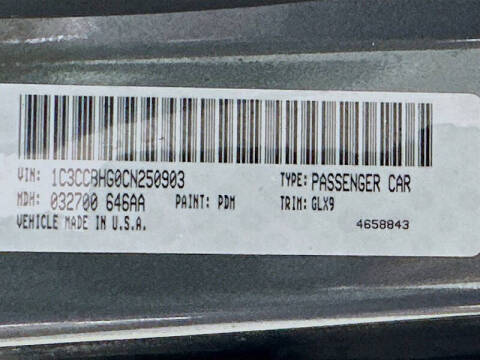 VIN: 1C3CCBHG0CN250903 TYPE: PASSENGER CAR
MDH: 032700 646AA PAINT: PDM TRIM: GLX9
VEHICLE MADE IN U.S.A. 4658843